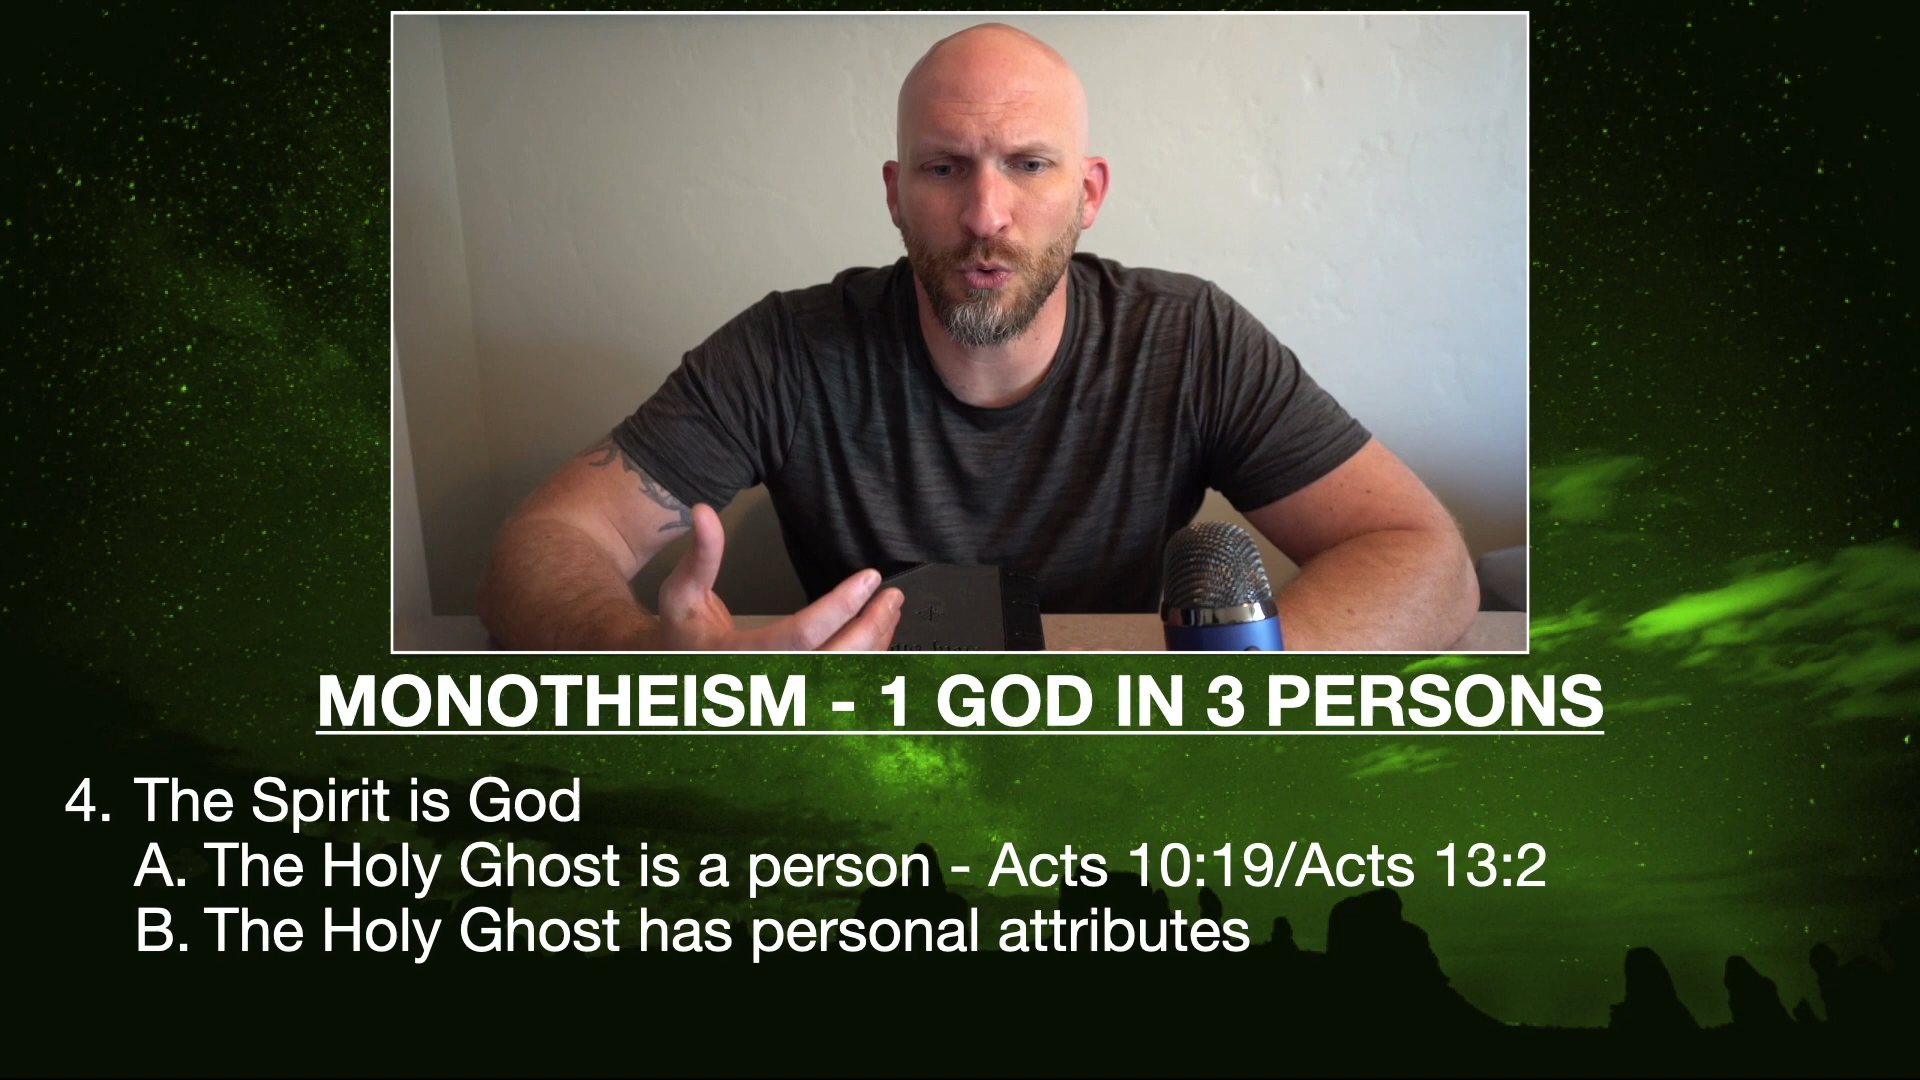 MONOTHEISM - 1 GOD IN 3 PERSONS
4. The Spirit is God
A. The Holy Ghost is a person - Acts 10:19/Acts 13:2
B. The Holy Ghost has personal attributes